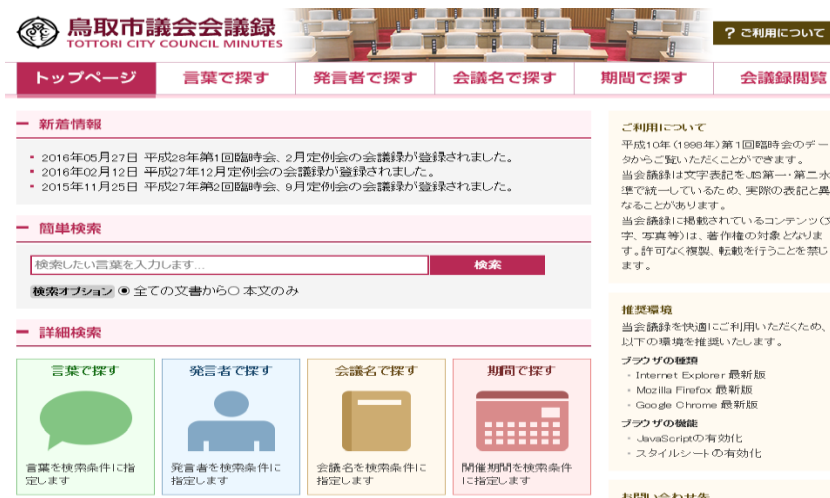 鳥取市議会会議録
TOTTORI CITY COUNCIL MINUTES
? ご利用について
トップページ
言葉で探す
発言者で探す
会議名で探す
期間で探す
会議録閲覧
新着情報
2016年05月27日 平成28年第1回臨時会、2月定例会の会議録が登録されました。
2016年02月12日 平成27年12月定例会の会議録が登録されました。
2015年11月25日 平成27年第2回臨時会、9月定例会の会議録が登録されました。
簡単検索
検索したい言葉を入力します...
検索
検索オプション 全ての文書から 本文のみ
詳細検索
言葉で探す
言葉を検索条件に指
定します
発言者で探す
発言者を検索条件に
指定します
会議名で探す
会議名を検索条件に
指定します
期間で探す
開催期間を検索条件
に指定します
ご利用について
平成10年(1998年)第1回臨時会のデー
タからご覧いただくことができます。
当会議録は文字表記をJIS第一・第二水
準で統一しているため、実際の表記と異
なることがあります。
当会議録に掲載されているコンテンツ(文
字、写真等)は、著作権の対象となりま
す。許可なく複製、転載を行うことを禁じ
ます。
推奨環境
当会議録を快適にご利用いただくため、
以下の環境を推奨いたします。
ブラウザの種類
・ Internet Explorer 最新版
・ Mozilla Firefox 最新版
・ Google Chrome 最新版
ブラウザの機能
・ JavaScriptの有効化
・ スタイルシートの有効化
お問い合わせ先